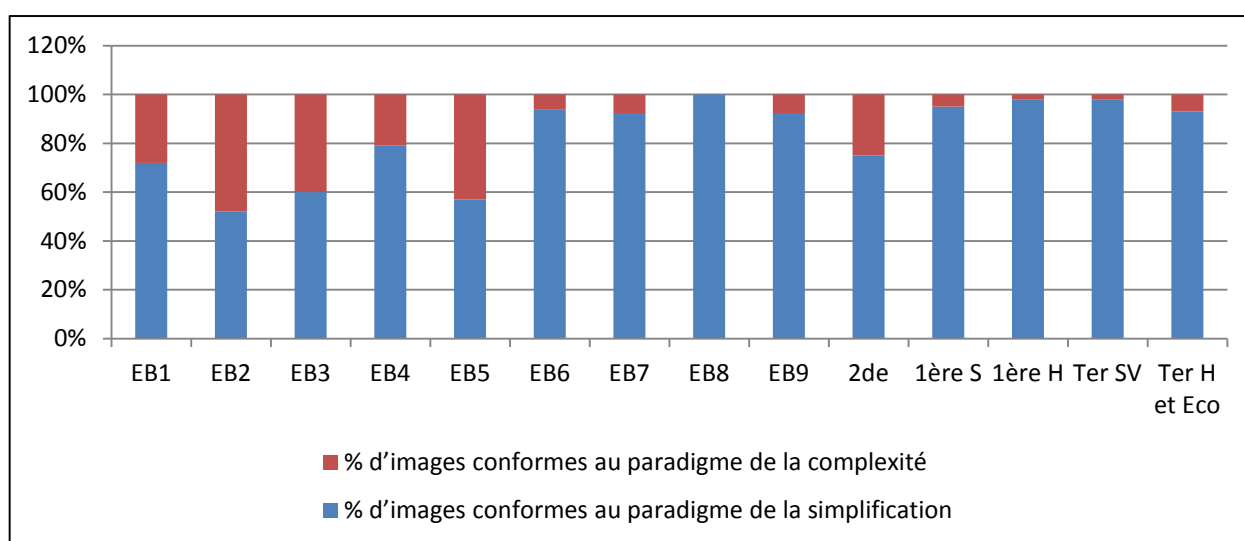 120%
100%
80%
60%
40%
20%
0%
EB1 EB2 EB3 EB4 EB5 EB6 EB7 EB8 EB9 2de 1ère S 1ère H Ter SV Ter H
et Eco
% d’images conformes au paradigme de la complexité
% d’images conformes au paradigme de la simplification